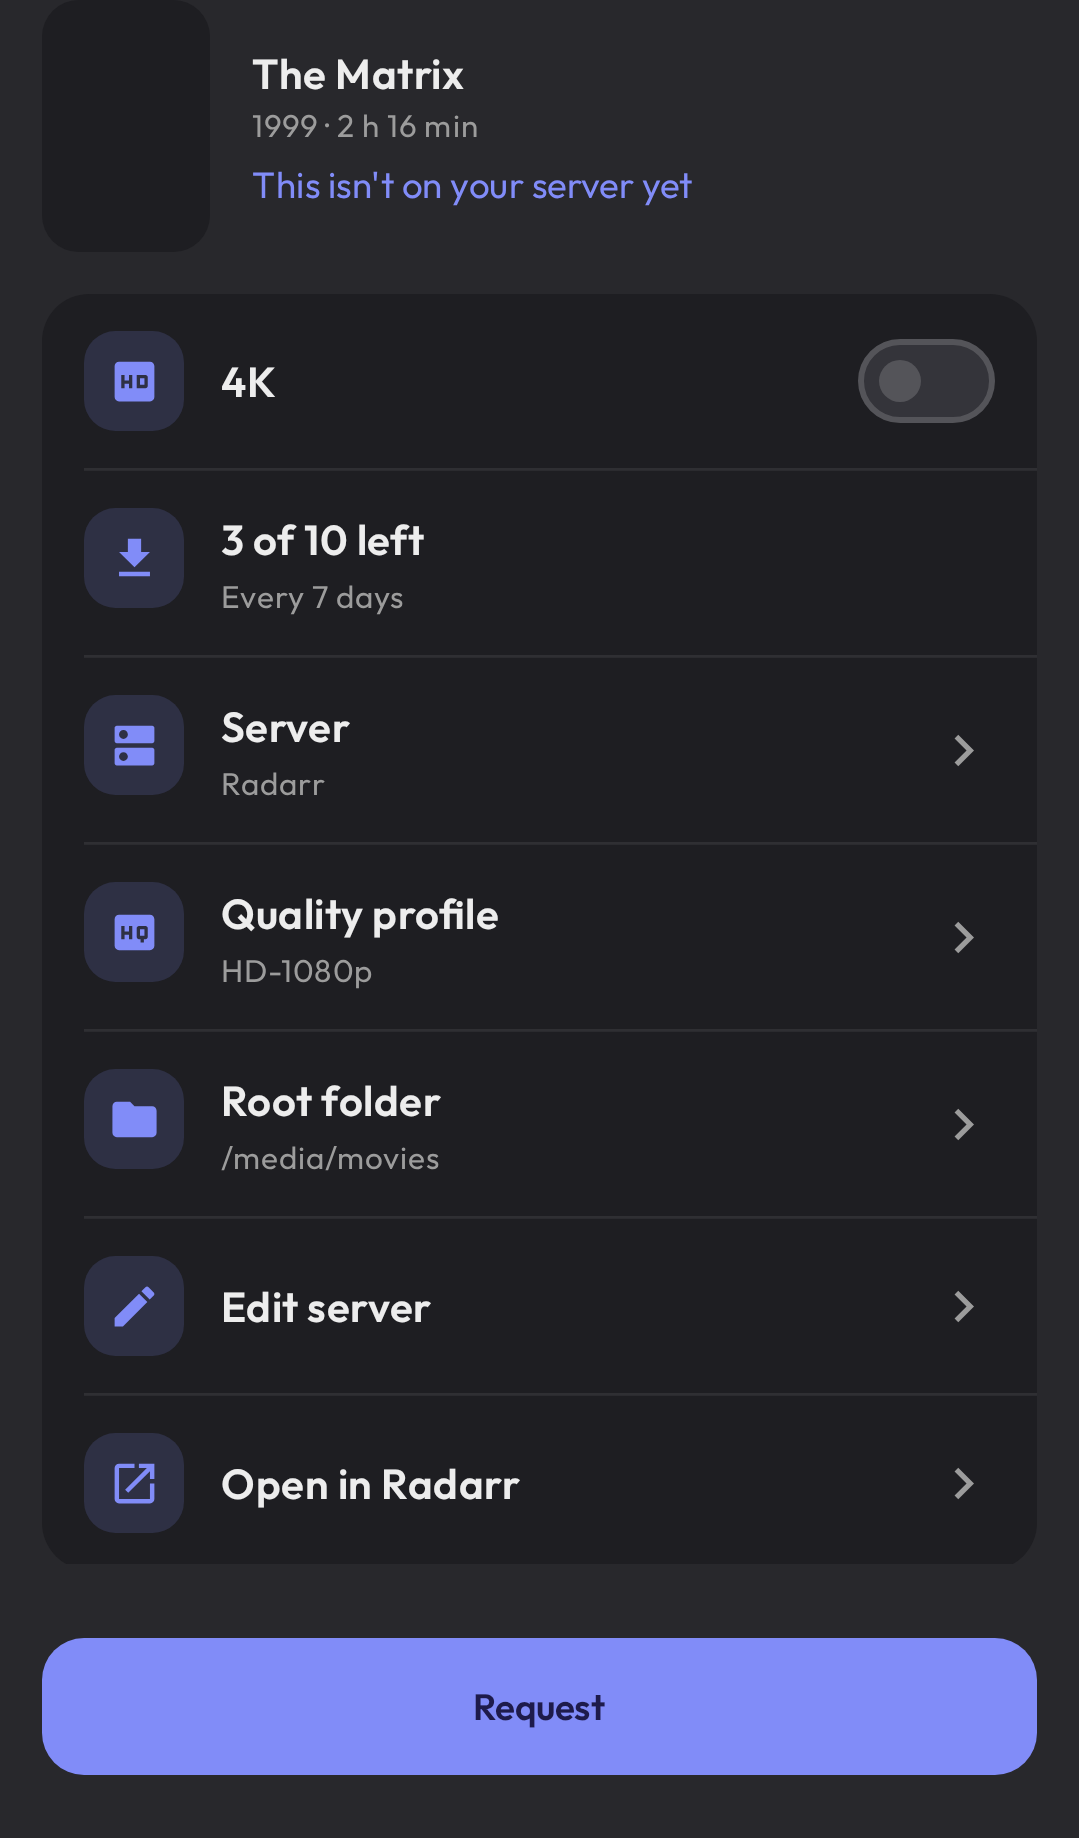 The Matrix
1999 · 2 h 16 min
This isn't on your server yet
HD
4K
3 of 10 left
Every 7 days
Server
Radarr
HQ
Quality profile
HD-1080p
Root folder
/media/movies
Edit server
Open in Radarr
Request